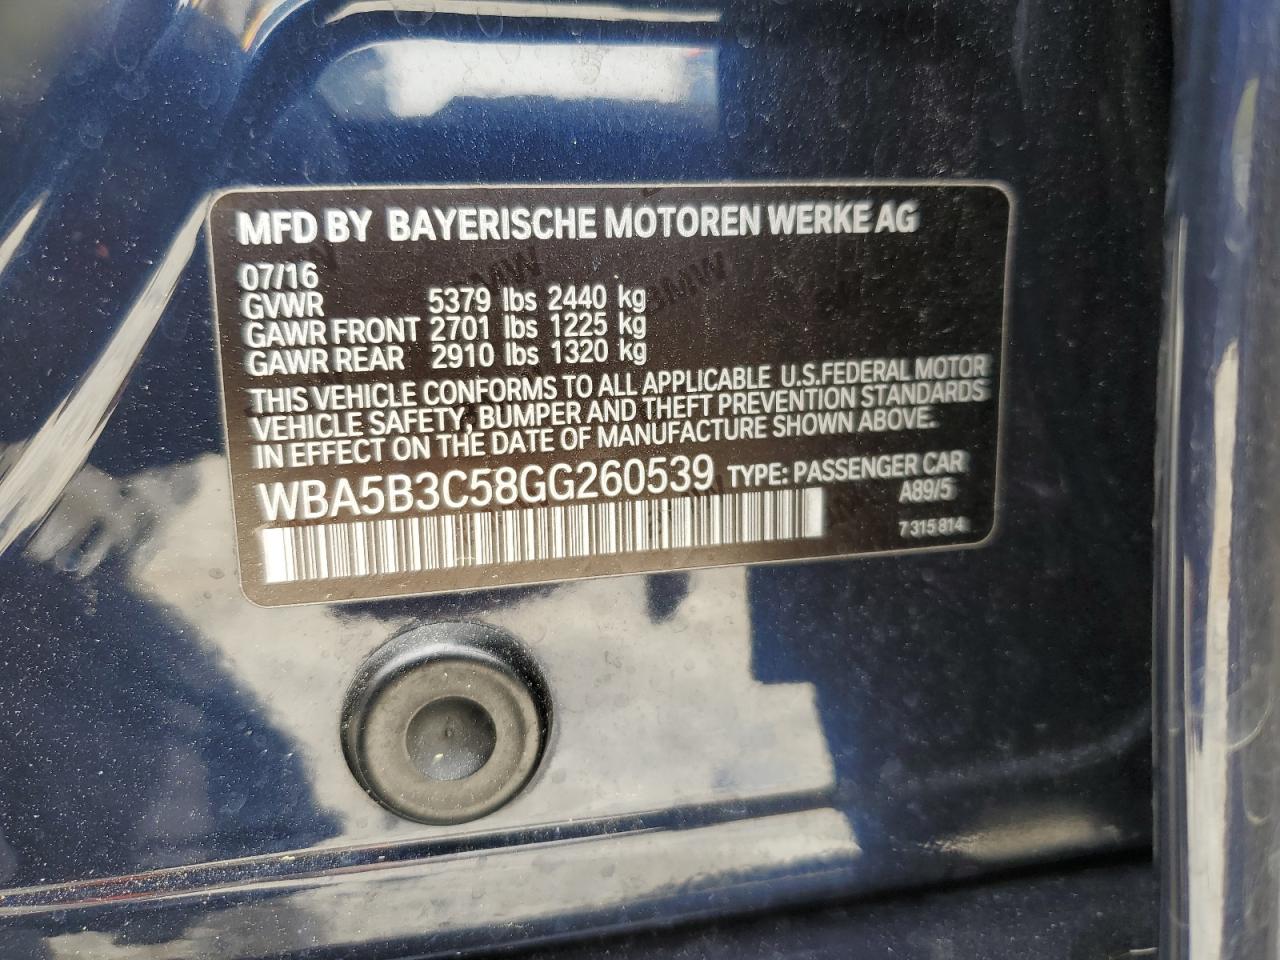 MFD BY BAYERISCHE MOTOREN WERKE AG
07/16
GVWR 5379 lbs 2440 kg
GAWR FRONT 2701 lbs 1225 kg
GAWR REAR 2910 lbs 1320 kg
THIS VEHICLE CONFORMS TO ALL APPLICABLE U.S.FEDERAL MOTOR
VEHICLE SAFETY, BUMPER AND THEFT PREVENTION STANDARDS
IN EFFECT ON THE DATE OF MANUFACTURE SHOWN ABOVE.
WBA5B3C58GG260539 TYPE: PASSENGER CAR
A89/5
7 315 814